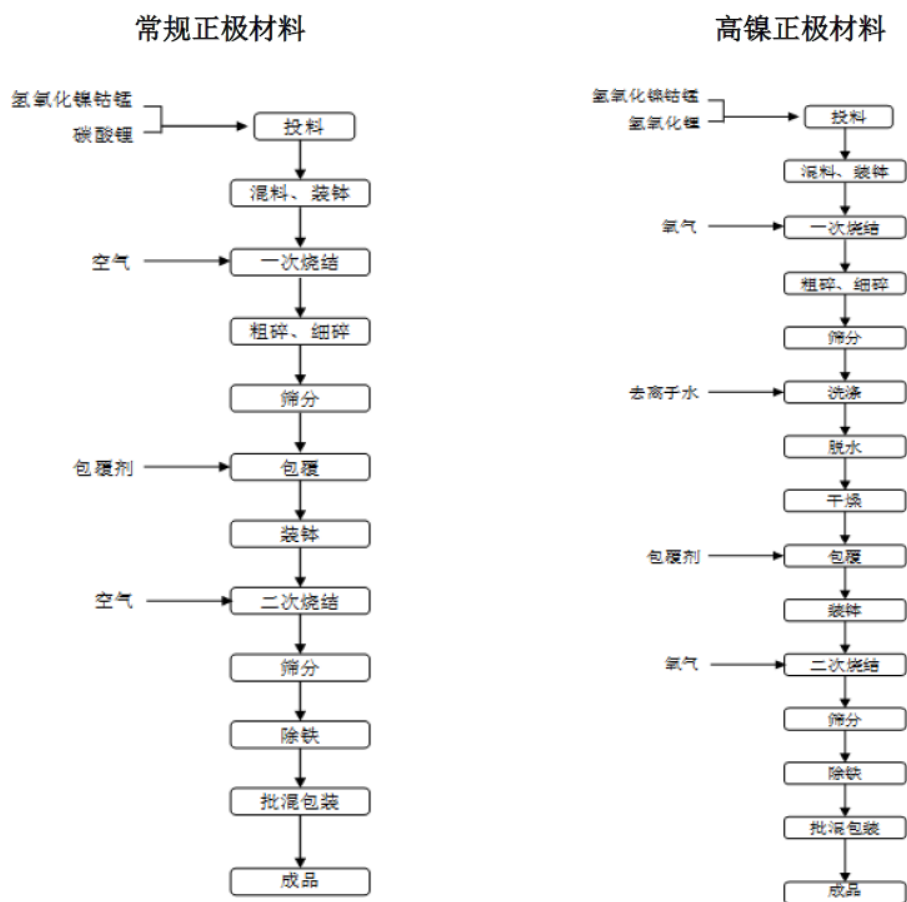 常规正极材料
氢氧化镍钴锰
碳酸锂
投料
混料、装钵
空气
一次烧结
粗碎、细碎
筛分
包覆剂
包覆
装钵
空气
二次烧结
筛分
除铁
批混包装
成品
高镍正极材料
氢氧化镍钴锰
氢氧化锂
投料
混料、装钵
氧气
一次烧结
粗碎、细碎
筛分
去离子水
洗涤
脱水
干燥
包覆剂
包覆
装钵
氧气
二次烧结
筛分
除铁
批混包装
成品